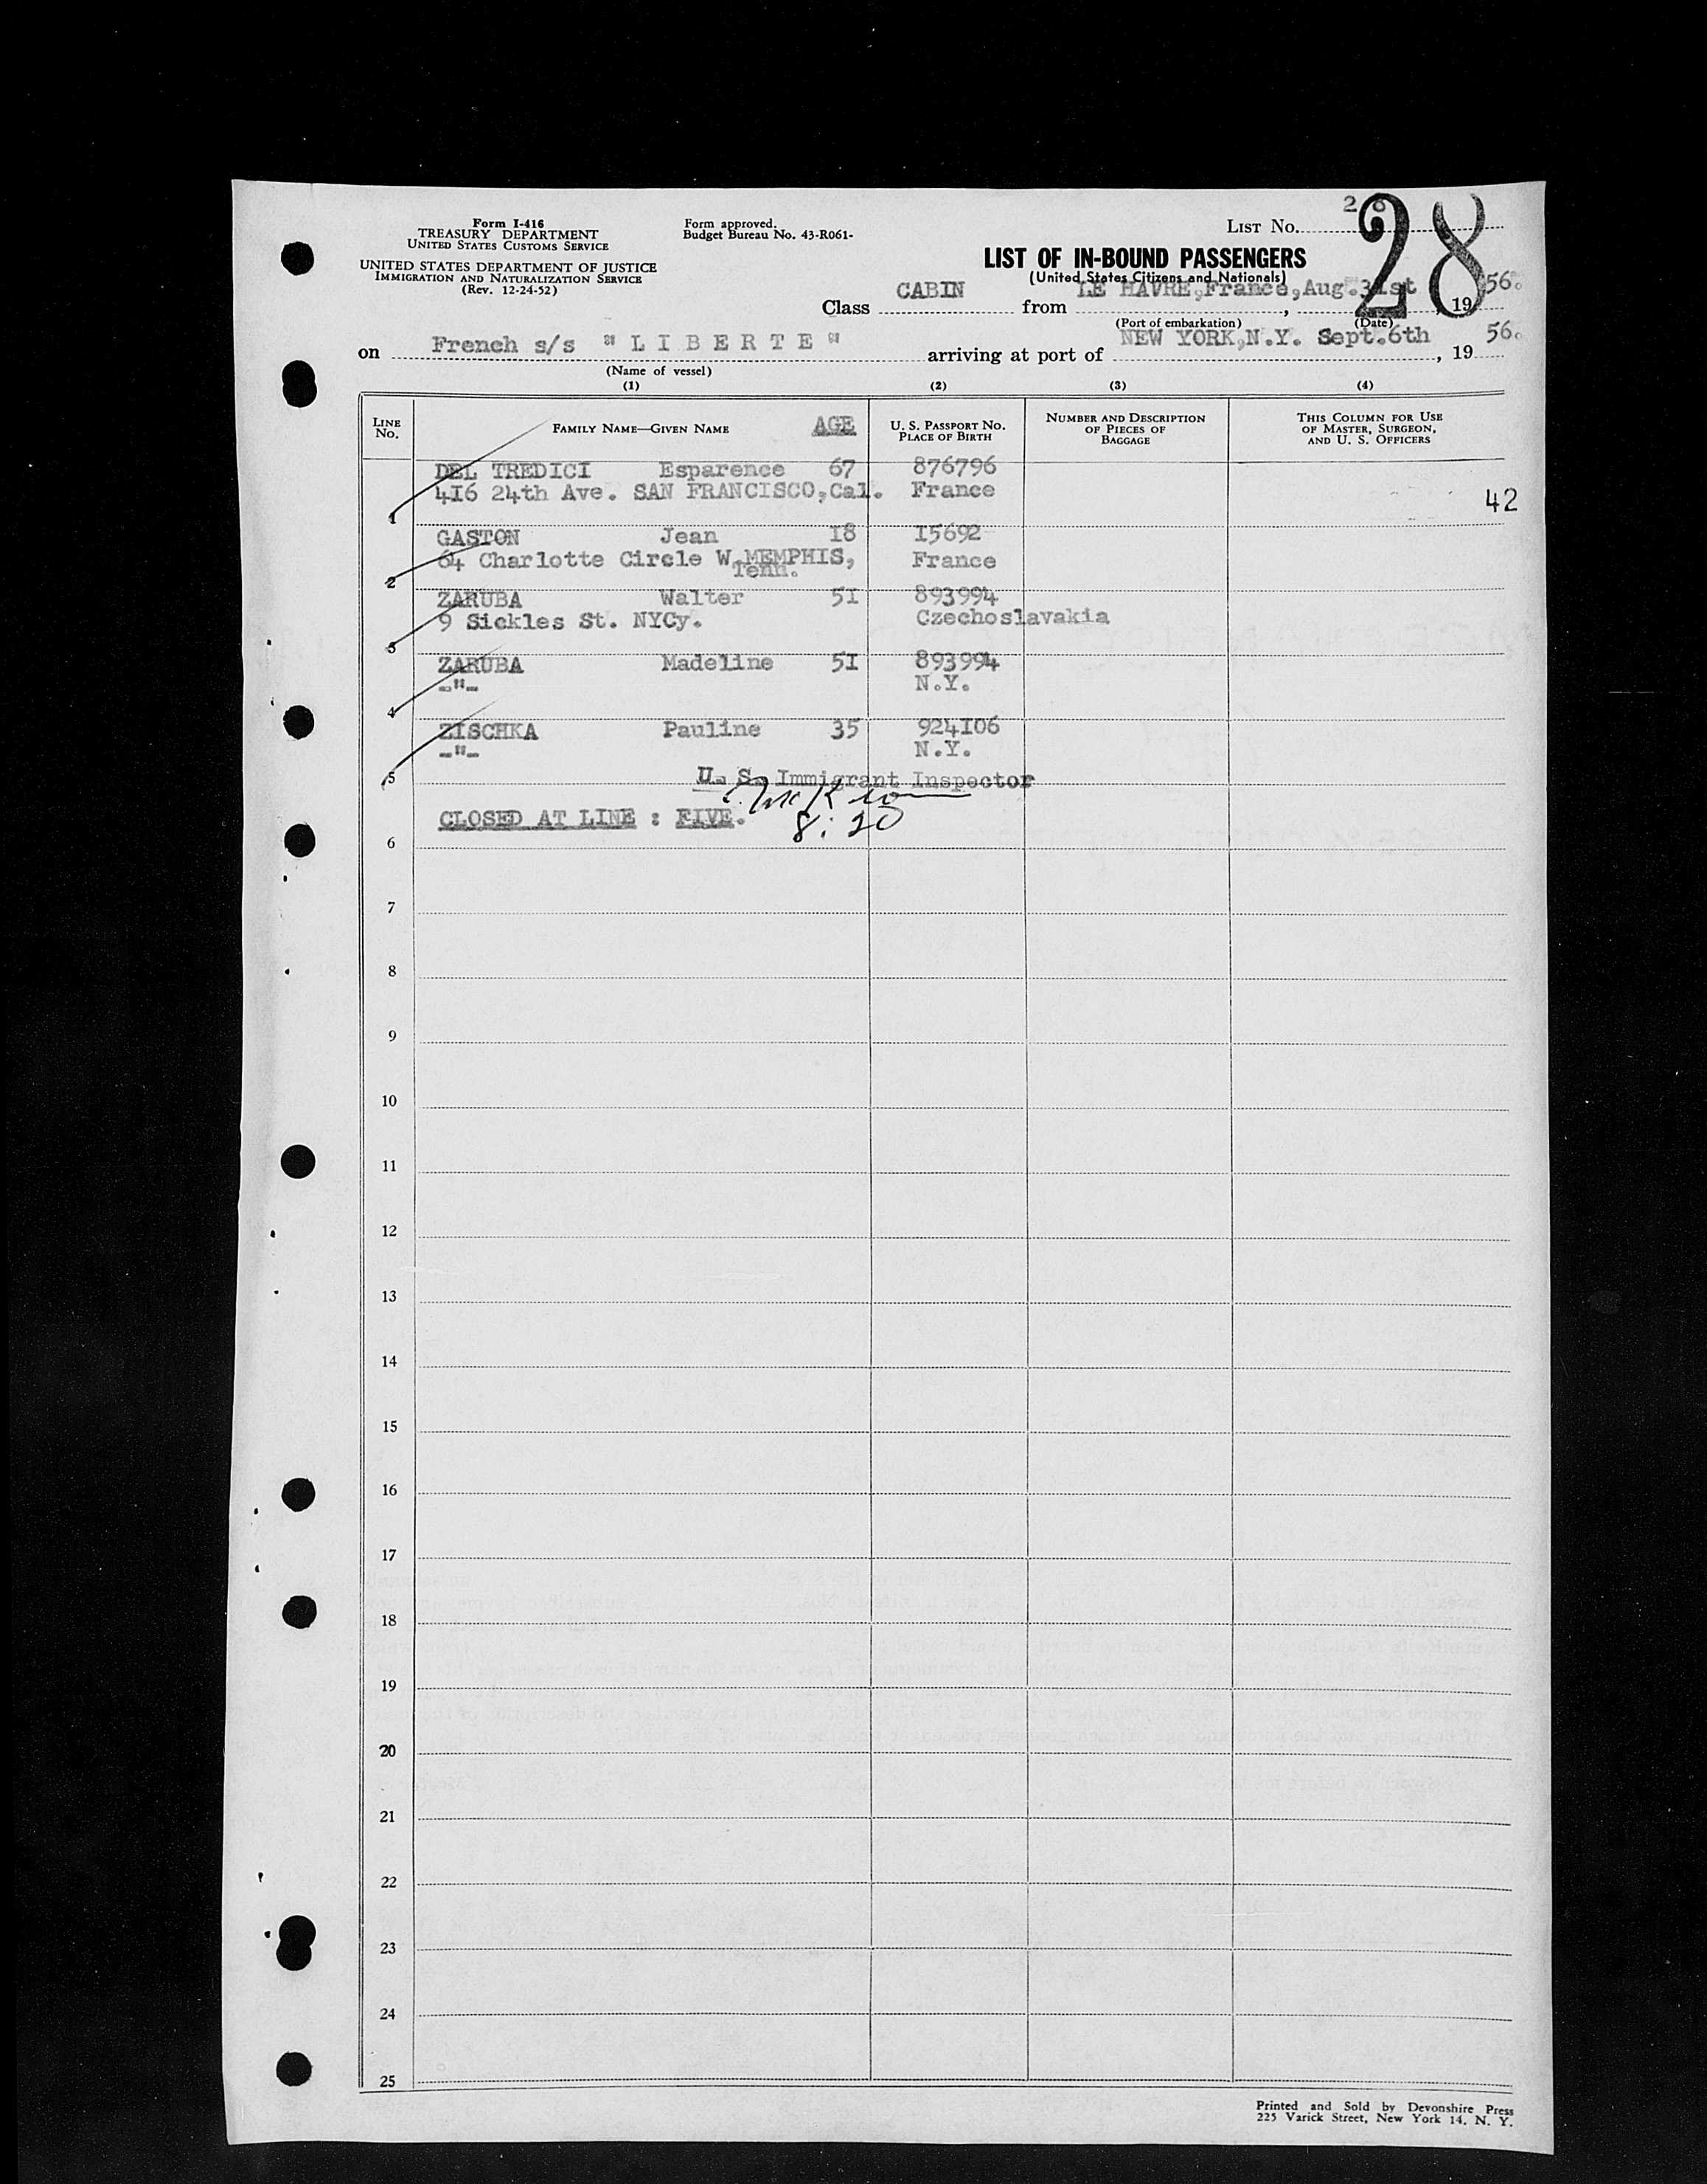 Form I-416
TREASURY DEPARTMENT
UNITED STATES CUSTOMS SERVICE
UNITED STATES DEPARTMENT OF JUSTICE
IMMIGRATION AND NATURALIZATION SERVICE
(Rev. 12-24-52)
Form approved.
Budget Bureau No. 43-R061-
LIST No. 28
28
LIST OF IN-BOUND PASSENGERS
(United States Citizens and Nationals)
Class CABIN from LE HAVRE,France,Aug.31st, 1956.
(Port of embarkation) (Date)
on French s/s "LIBERTE" arriving at port of NEW YORK,N.Y. Sept.6th, 1956.
(Name of vessel)
(1) (2) (3) (4)
LINE No. FAMILY NAME—GIVEN NAME AGE U. S. PASSPORT No. PLACE OF BIRTH NUMBER AND DESCRIPTION OF PIECES OF BAGGAGE THIS COLUMN FOR USE OF MASTER, SURGEON, AND U. S. OFFICERS
DEL TREDICI Esparence 67 876796
416 24th Ave. SAN FRANCISCO,Cal. France
42
1
GASTON Jean I8 I5692
64 Charlotte Circle W.MEMPHIS, France
Tenn.
2
ZARUBA Walter 5I 893994
9 Sickles St. NYCy. Czechoslavakia
3
ZARUBA Madeline 5I 893994
-"- N.Y.
4
ZISCHKA Pauline 35 924I06
-"- N.Y.
5
U. S. Immigrant Inspector
CLOSED AT LINE : FIVE.
8:20
6
7
8
9
10
11
12
13
14
15
16
17
18
19
20
21
22
23
24
25
Printed and Sold by Devonshire Press
225 Varick Street, New York 14, N. Y.